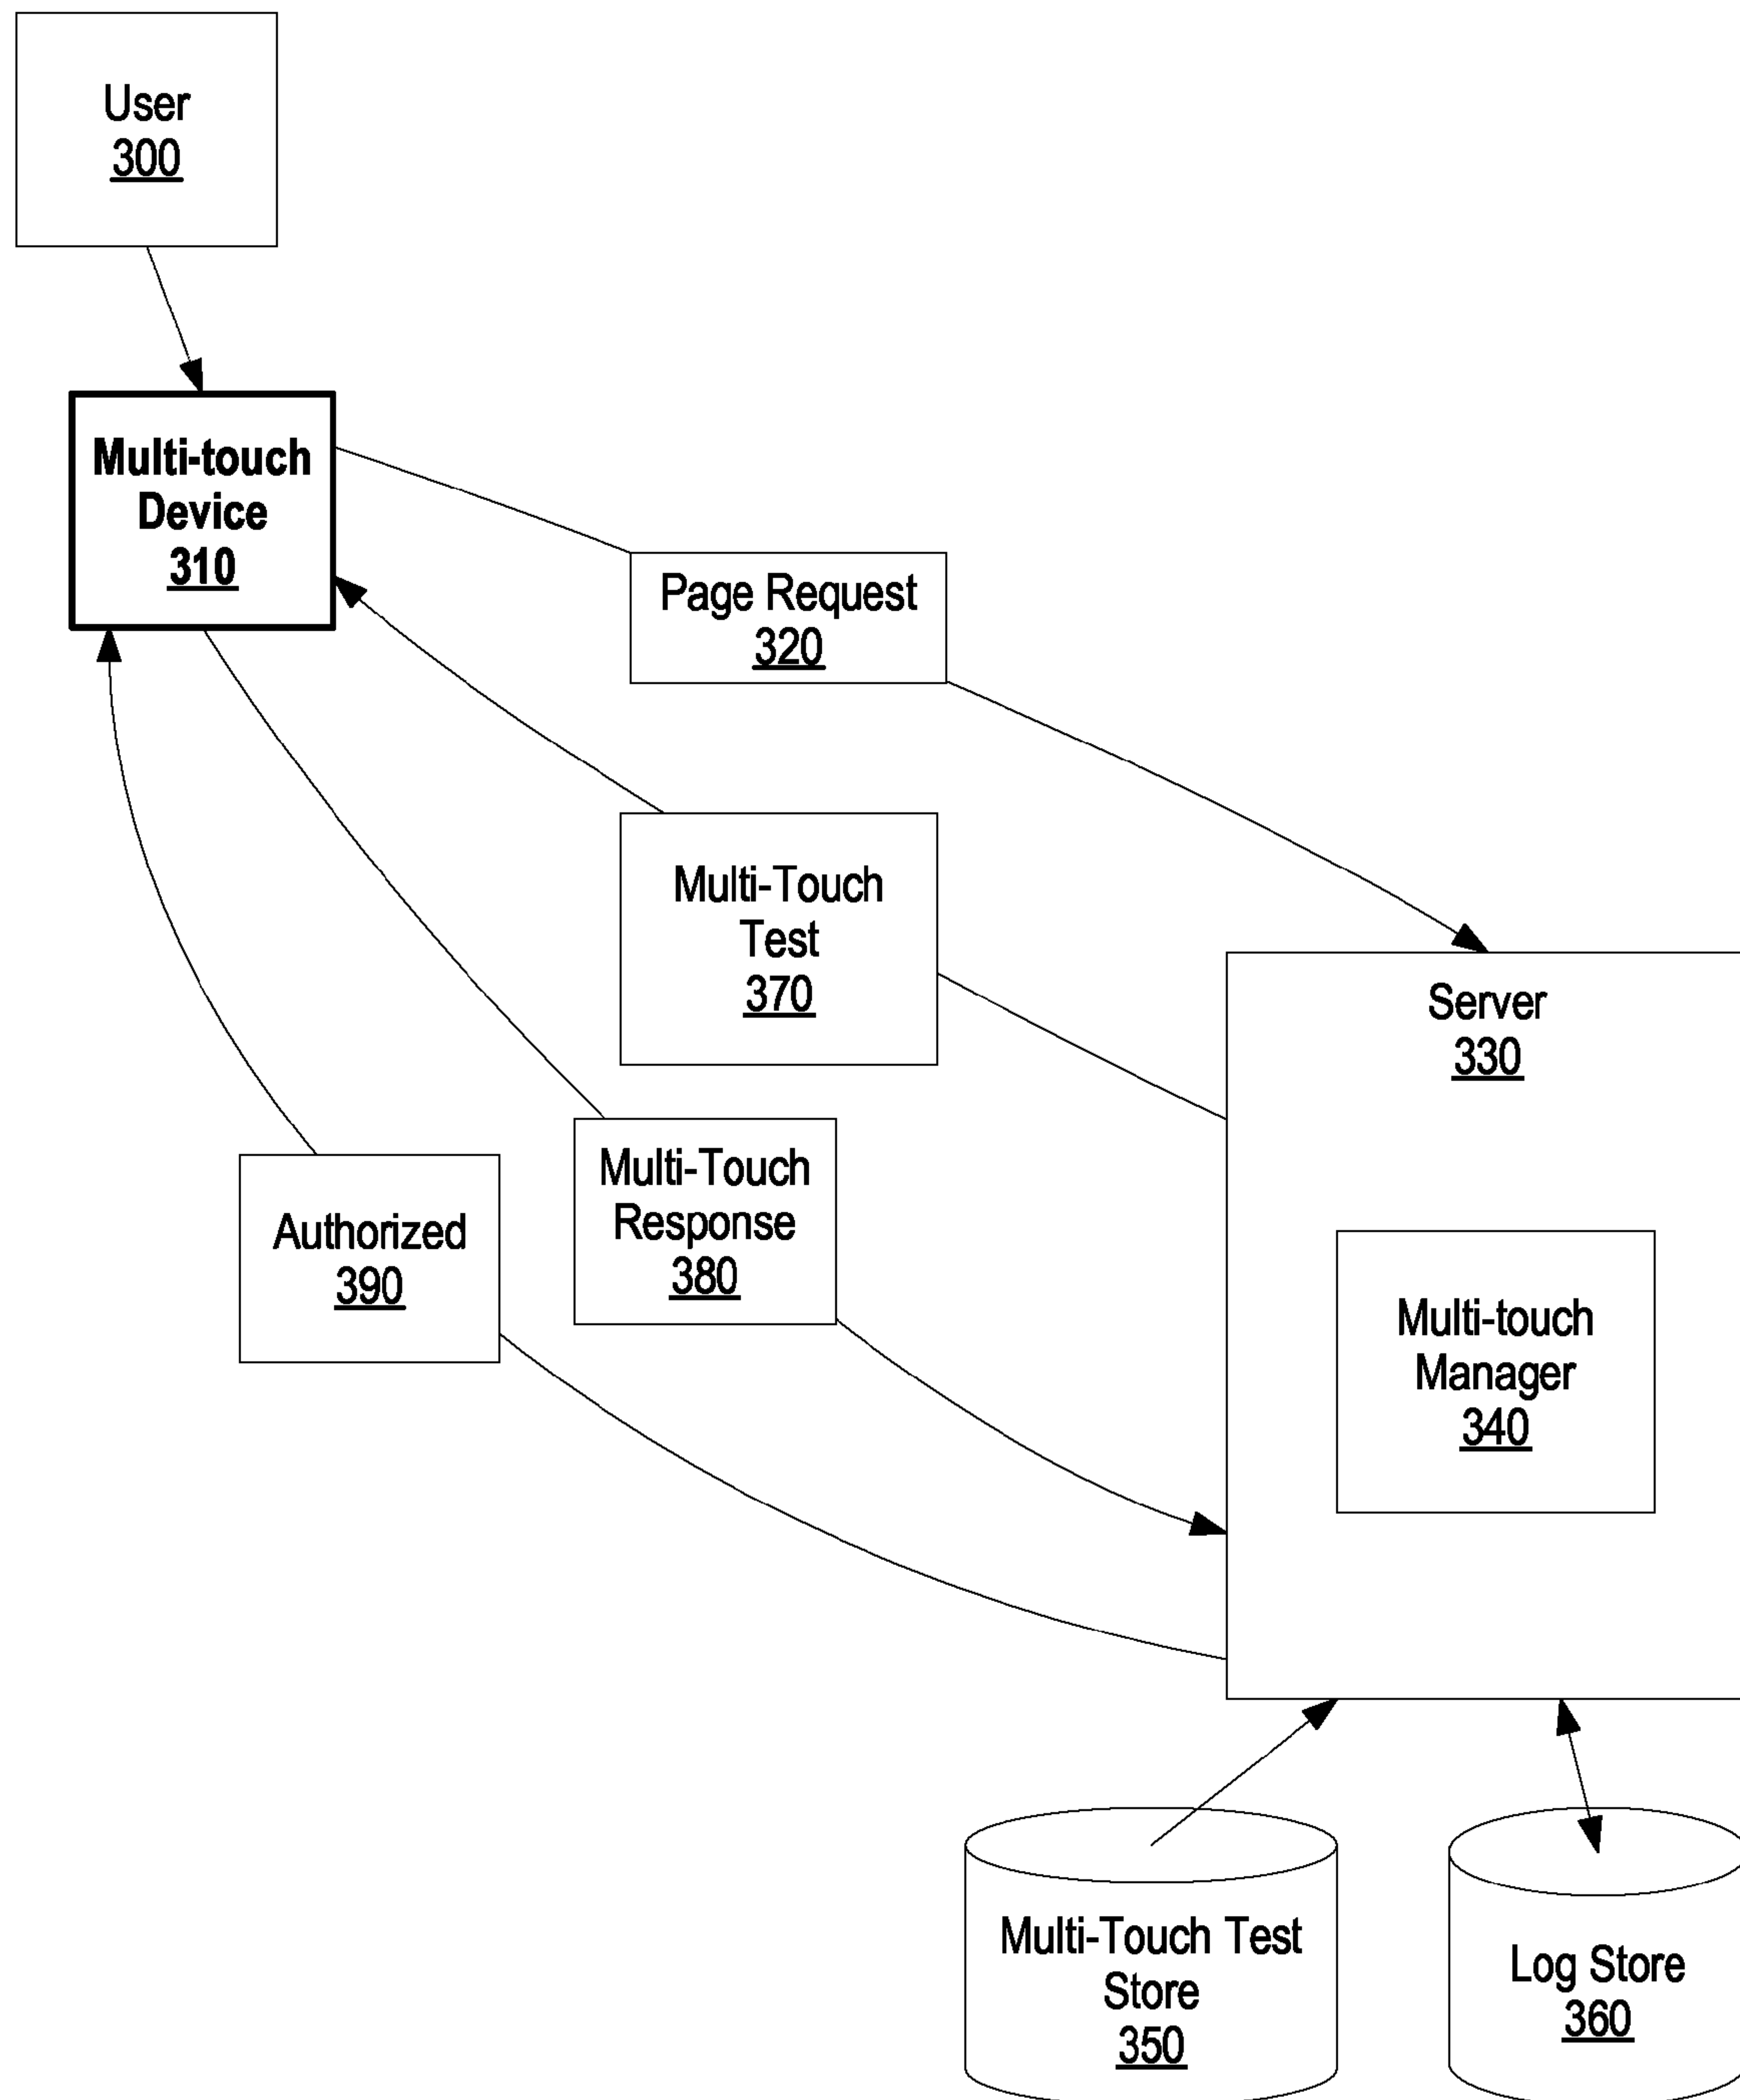 User
300
Multi-touch
Device
310
Page Request
320
Multi-Touch
Test
370
Server
330
Multi-Touch
Response
380
Authorized
390
Multi-touch
Manager
340
Multi-Touch Test
Store
350
Log Store
360